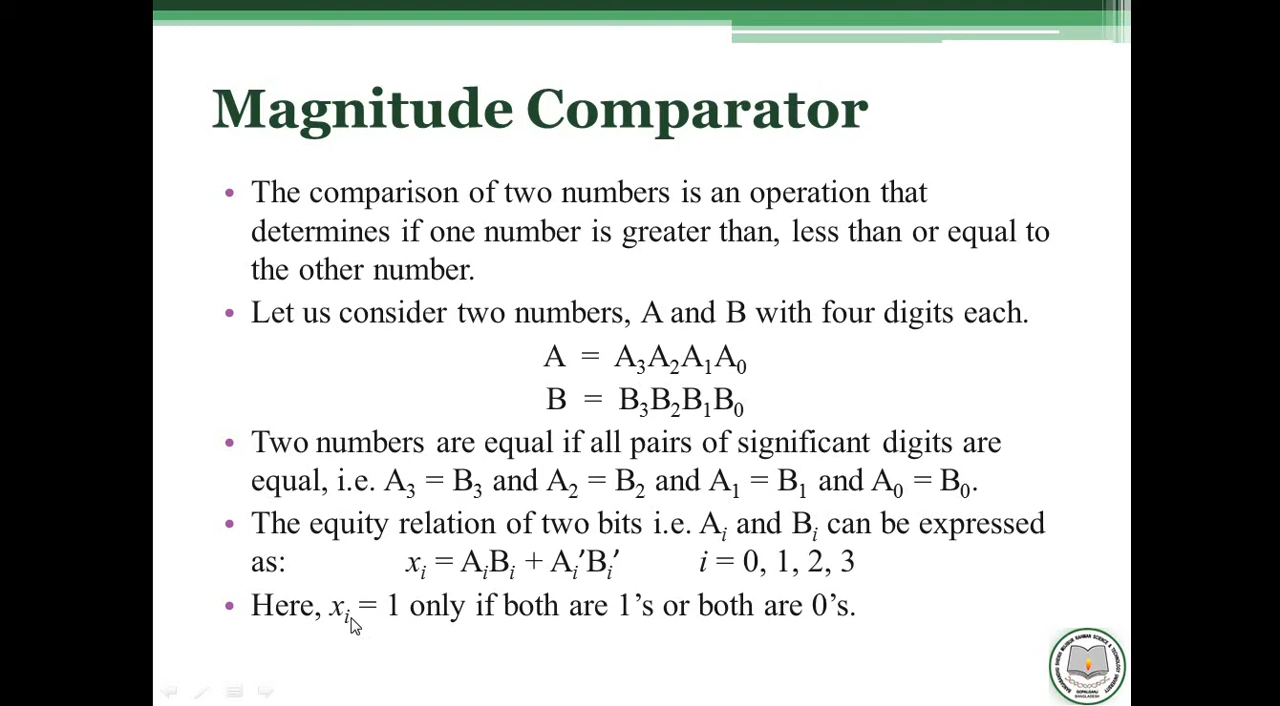 Magnitude Comparator
• The comparison of two numbers is an operation that
determines if one number is greater than, less than or equal to
the other number.
• Let us consider two numbers, A and B with four digits each.
A = A₃A₂A₁A₀
B = B₃B₂B₁B₀
• Two numbers are equal if all pairs of significant digits are
equal, i.e. A₃ = B₃ and A₂ = B₂ and A₁ = B₁ and A₀ = B₀.
• The equity relation of two bits i.e. Aᵢ and Bᵢ can be expressed
as: xᵢ = AᵢBᵢ + Aᵢ′Bᵢ′ i = 0, 1, 2, 3
• Here, xᵢ = 1 only if both are 1’s or both are 0’s.